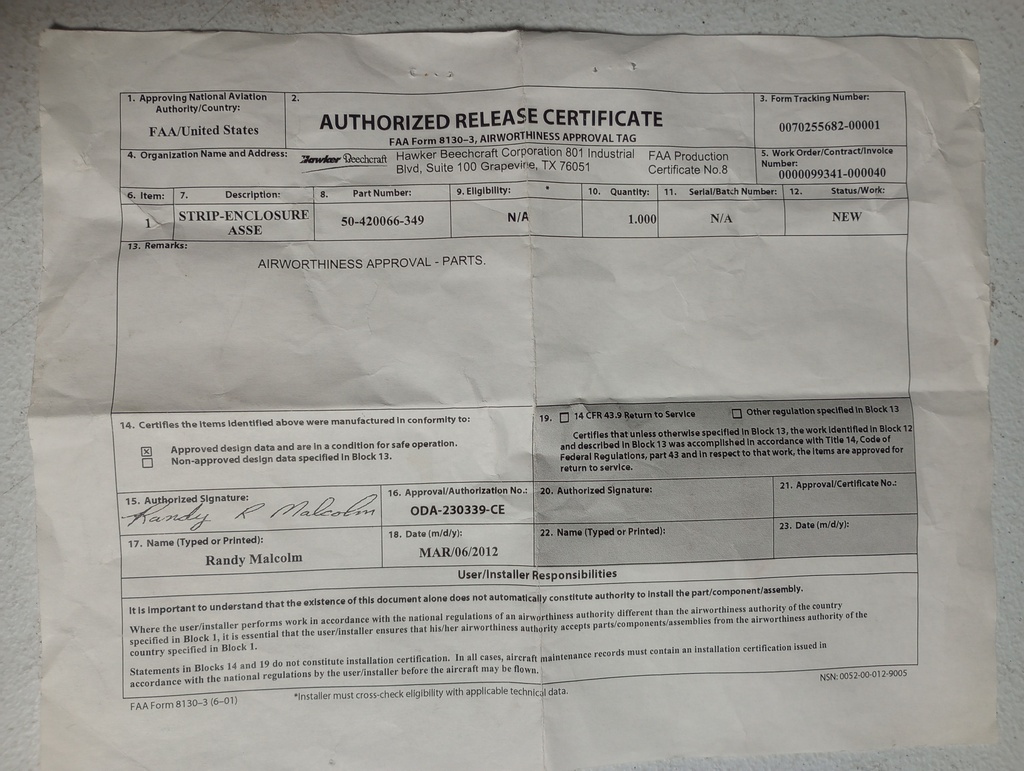 1. Approving National Aviation Authority/Country:
FAA/United States
2.
AUTHORIZED RELEASE CERTIFICATE
FAA Form 8130–3, AIRWORTHINESS APPROVAL TAG
3. Form Tracking Number:
0070255682-00001
4. Organization Name and Address:
Hawker Beechcraft
Hawker Beechcraft Corporation 801 Industrial
Blvd, Suite 100 Grapevine, TX 76051
FAA Production
Certificate No.8
5. Work Order/Contract/Invoice
Number:
0000099341-000040
6. Item: 7. Description: 8. Part Number: 9. Eligibility: * 10. Quantity: 11. Serial/Batch Number: 12. Status/Work:
1 STRIP-ENCLOSURE 50-420066-349 N/A 1.000 N/A NEW
ASSE
13. Remarks:
AIRWORTHINESS APPROVAL - PARTS.
14. Certifies the items identified above were manufactured in conformity to:
Approved design data and are in a condition for safe operation.
Non-approved design data specified in Block 13.
19. 14 CFR 43.9 Return to Service Other regulation specified in Block 13
Certifies that unless otherwise specified in Block 13, the work identified in Block 12
and described in Block 13 was accomplished in accordance with Title 14, Code of
Federal Regulations, part 43 and in respect to that work, the items are approved for
return to service.
15. Authorized Signature:
Randy R Malcolm
16. Approval/Authorization No.:
ODA-230339-CE
20. Authorized Signature:
21. Approval/Certificate No.:
17. Name (Typed or Printed):
Randy Malcolm
18. Date (m/d/y):
MAR/06/2012
22. Name (Typed or Printed):
23. Date (m/d/y):
User/Installer Responsibilities
It is important to understand that the existence of this document alone does not automatically constitute authority to install the part/component/assembly.
Where the user/installer performs work in accordance with the national regulations of an airworthiness authority different than the airworthiness authority of the country
specified in Block 1, it is essential that the user/installer ensures that his/her airworthiness authority accepts parts/components/assemblies from the airworthiness authority of the
country specified in Block 1.
Statements in Blocks 14 and 19 do not constitute installation certification. In all cases, aircraft maintenance records must contain an installation certification issued in
accordance with the national regulations by the user/installer before the aircraft may be flown.
FAA Form 8130–3 (6–01)
*Installer must cross-check eligibility with applicable technical data.
NSN: 0052-00-012-9005